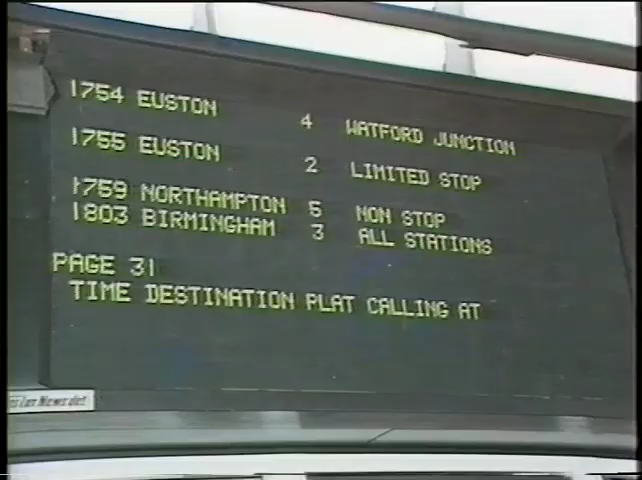 1754 EUSTON 4 WATFORD JUNCTION
1755 EUSTON 2 LIMITED STOP
1759 NORTHAMPTON 5 NON STOP
1803 BIRMINGHAM 3 ALL STATIONS
PAGE 31
TIME DESTINATION PLAT CALLING AT